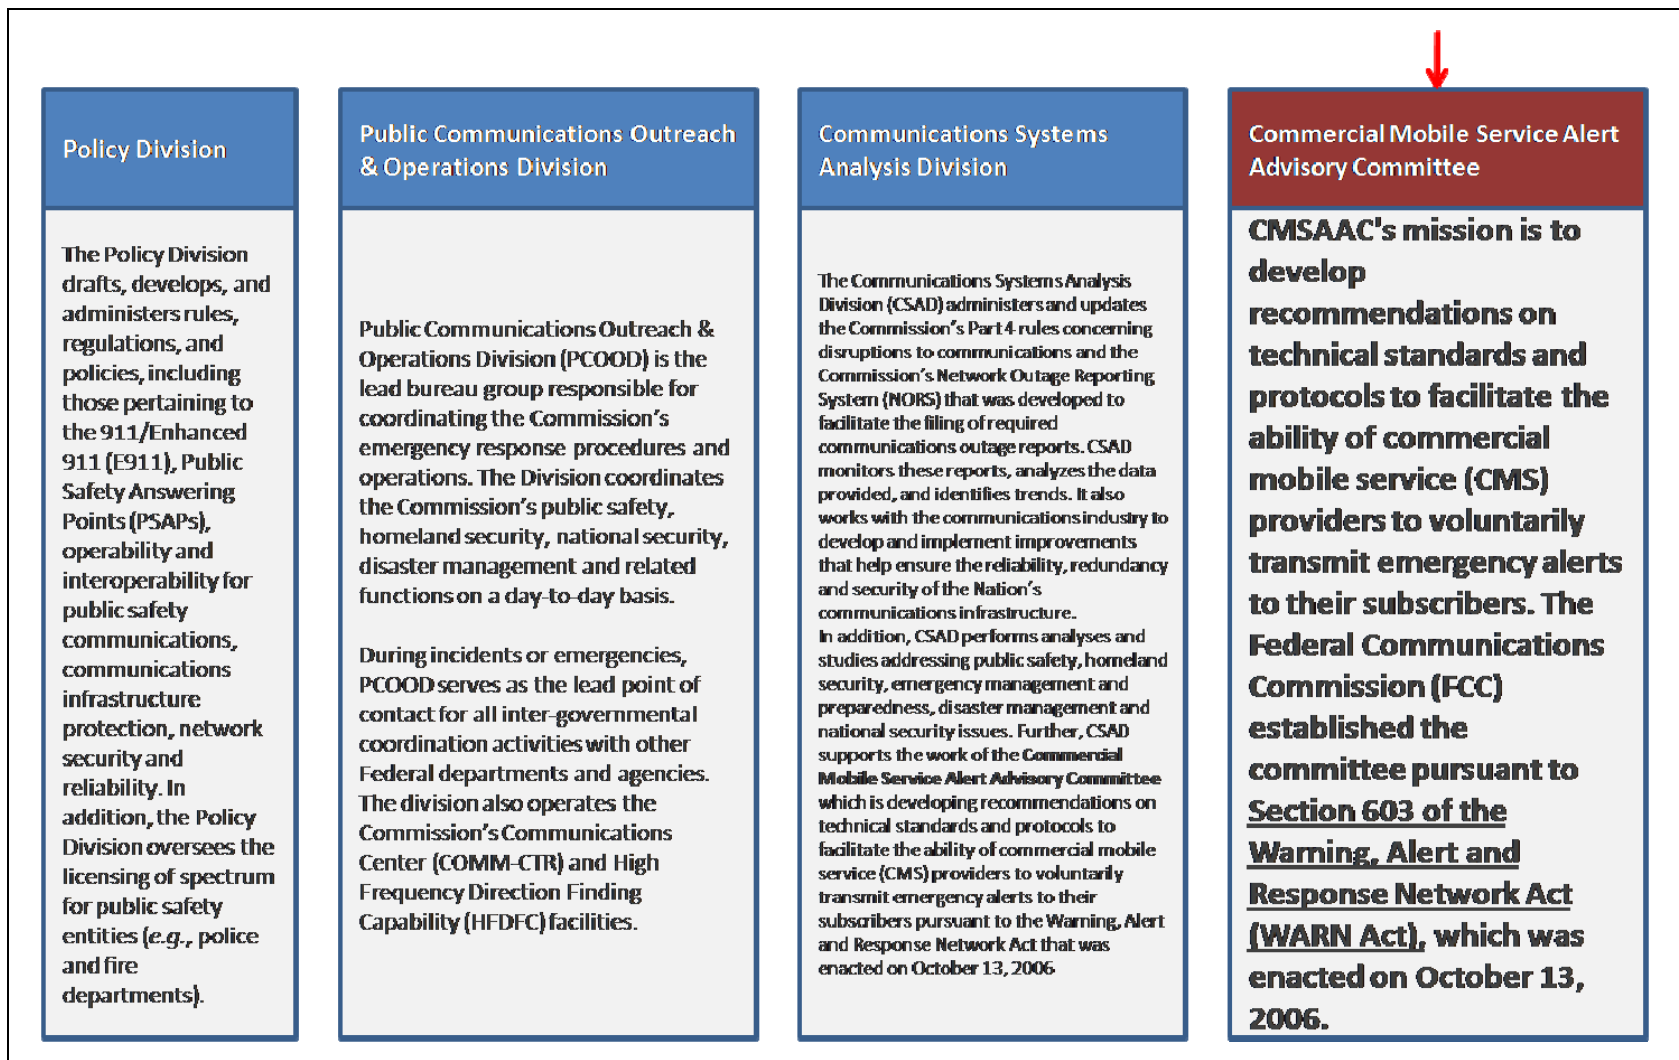 Policy Division
The Policy Division
drafts, develops, and
administers rules,
regulations, and
policies, including
those pertaining to
the 911/Enhanced
911 (E911), Public
Safety Answering
Points (PSAPs),
operability and
interoperability for
public safety
communications,
communications
infrastructure
protection, network
security and
reliability. In
addition, the Policy
Division oversees the
licensing of spectrum
for public safety
entities (e.g., police
and fire
departments).
Public Communications Outreach
& Operations Division
Public Communications Outreach &
Operations Division (PCOOD) is the
lead bureau group responsible for
coordinating the Commission's
emergency response procedures and
operations. The Division coordinates
the Commission's public safety,
homeland security, national security,
disaster management and related
functions on a day-to-day basis.
During incidents or emergencies,
PCOOD serves as the lead point of
contact for all inter-governmental
coordination activities with other
Federal departments and agencies.
The division also operates the
Commission's Communications
Center (COMM-CTR) and High
Frequency Direction Finding
Capability (HFDFC) facilities.
Communications Systems
Analysis Division
The Communications Systems Analysis
Division (CSAD) administers and updates
the Commission's Part 4 rules concerning
disruptions to communications and the
Commission's Network Outage Reporting
System (NORS) that was developed to
facilitate the filing of required
communications outage reports. CSAD
monitors these reports, analyzes the data
provided, and identifies trends. It also
works with the communications industry to
develop and implement improvements
that help ensure the reliability, redundancy
and security of the Nation's
communications infrastructure.
In addition, CSAD performs analyses and
studies addressing public safety, homeland
security, emergency management and
preparedness, disaster management and
national security issues. Further, CSAD
supports the work of the Commercial
Mobile Service Alert Advisory Committee
which is developing recommendations on
technical standards and protocols to
facilitate the ability of commercial mobile
service (CMS) providers to voluntarily
transmit emergency alerts to their
subscribers pursuant to the Warning, Alert
and Response Network Act that was
enacted on October 13, 2006
Commercial Mobile Service Alert
Advisory Committee
CMSAAC's mission is to
develop
recommendations on
technical standards and
protocols to facilitate the
ability of commercial
mobile service (CMS)
providers to voluntarily
transmit emergency alerts
to their subscribers. The
Federal Communications
Commission (FCC)
established the
committee pursuant to
Section 603 of the
Warning, Alert and
Response Network Act
(WARN Act), which was
enacted on October 13,
2006.